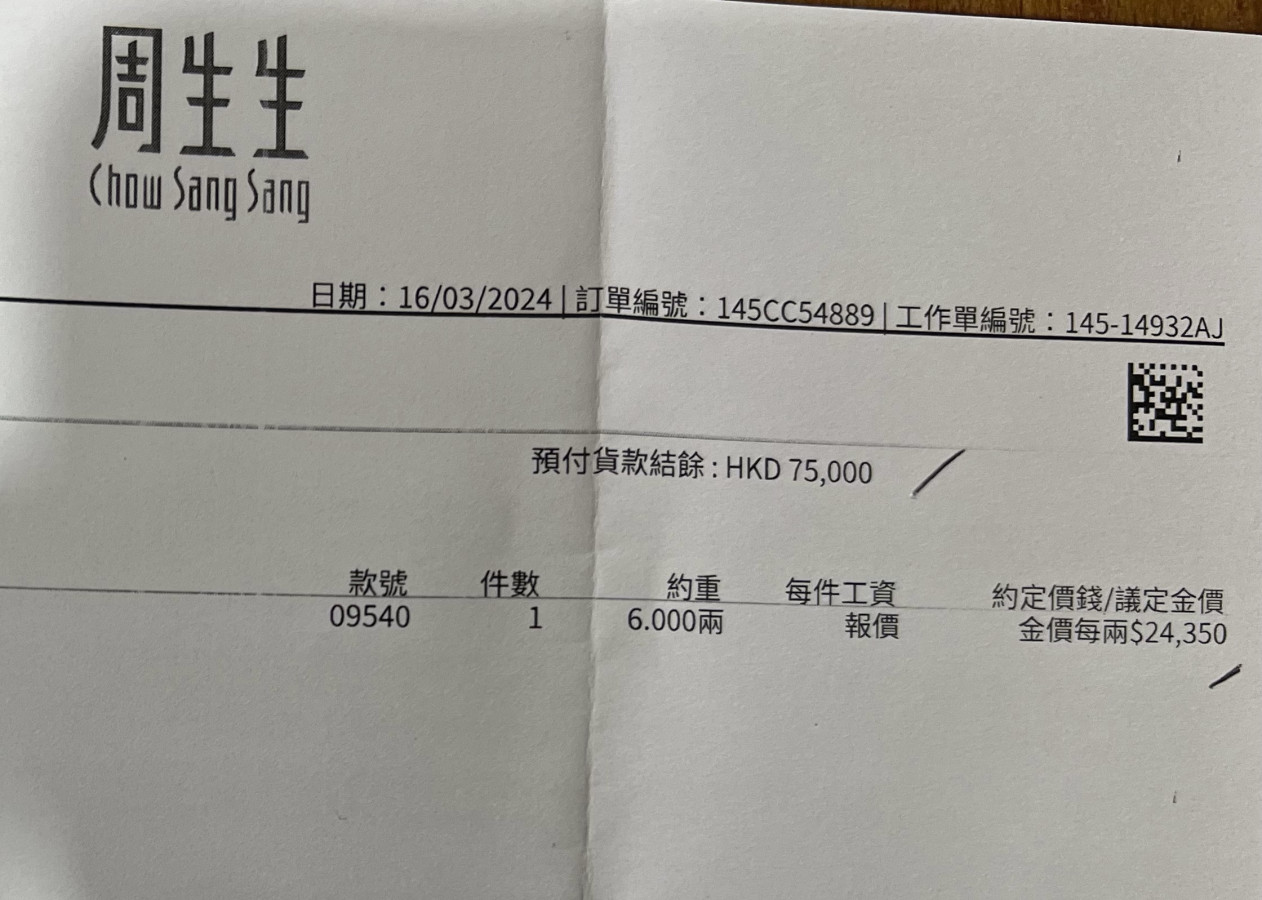 周生生
Chow Sang Sang
日期：16/03/2024 | 訂單編號：145CC54889 | 工作單編號：145-14932AJ
預付貨款結餘 : HKD 75,000
款號 件數 約重 每件工資 約定價錢/議定金價
09540 1 6.000兩 報價 金價每兩$24,350